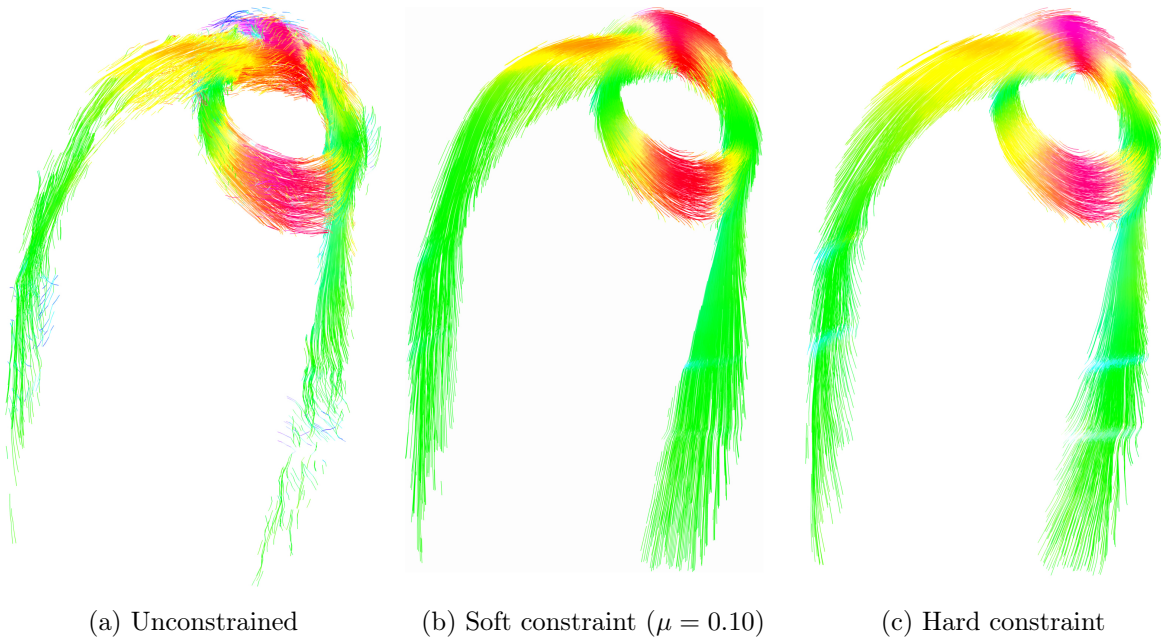 (a) Unconstrained
(b) Soft constraint (μ = 0.10)
(c) Hard constraint